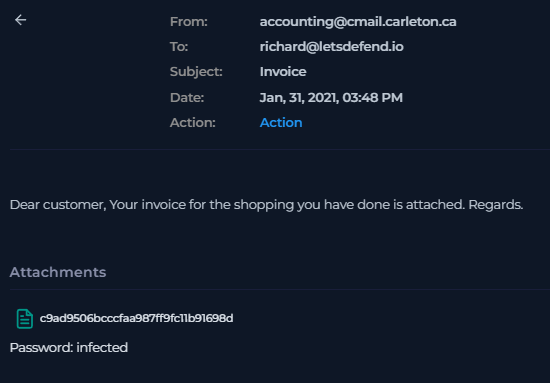 From: accounting@cmail.carleton.ca
To: richard@letsdefend.io
Subject: Invoice
Date: Jan, 31, 2021, 03:48 PM
Action: Action
Dear customer, Your invoice for the shopping you have done is attached. Regards.
Attachments
c9ad9506bcccfaa987ff9fc11b91698d
Password: infected